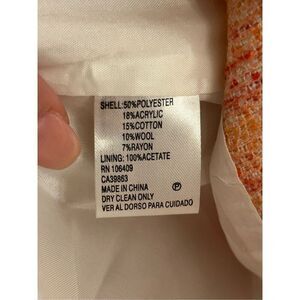 SHELL:50%POLYESTER
18%ACRYLIC
15%COTTON
10%WOOL
7%RAYON
LINING: 100%ACETATE
RN 106409
CA39863
MADE IN CHINA
DRY CLEAN ONLY
VER AL DORSO PARA CUIDADO
P